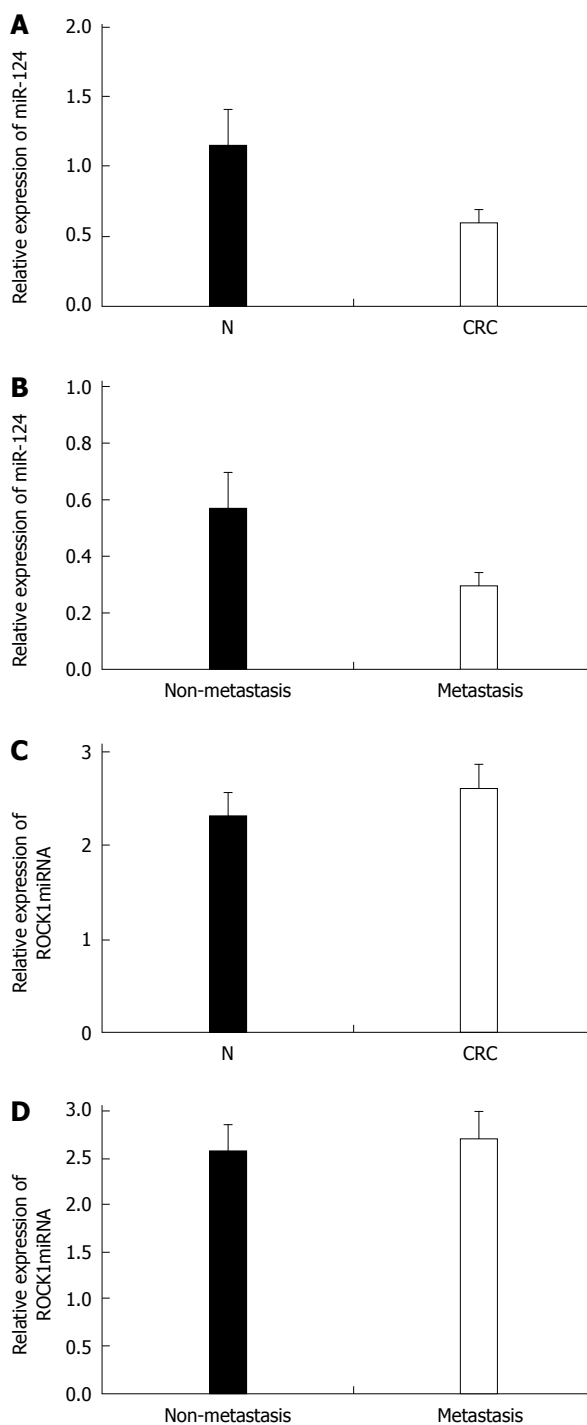 A
Relative expression of miR-124
2.0
1.5
1.0
0.5
0.0
N CRC
B
Relative expression of miR-124
1.0
0.8
0.6
0.4
0.2
0.0
Non-metastasis Metastasis
C
Relative expression of
ROCK1miRNA
3
2
1
0
N CRC
D
Relative expression of
ROCK1miRNA
3.0
2.5
2.0
1.5
1.0
0.5
0.0
Non-metastasis Metastasis